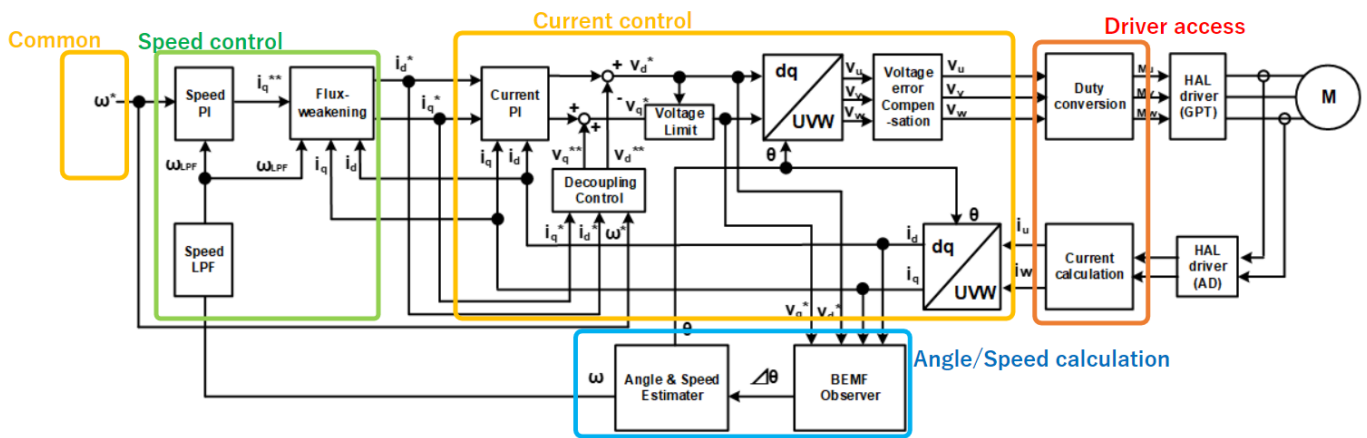 Common
Speed control
Current control
Driver access
ω*
Speed
PI
iq**
Flux-
weakening
id*
iq*
Current
PI
+
vd*
-
+
vq*
Voltage
Limit
dq
UVW
Vu
Vv
Vw
Voltage
error
Compen
-sation
Vu
Vv
Vw
Duty
conversion
Mu
Mv
Mw
HAL
driver
(GPT)
M
ωLPF
ωLPF
iq
id
iq
id
vq**
vd**
Decoupling
Control
θ
θ
Speed
LPF
iq*
id*
ω*
id
iq
dq
UVW
iu
iw
Current
calculation
HAL
driver
(AD)
vq*
vd*
θ
ω
Angle & Speed
Estimater
⊿θ
BEMF
Observer
Angle/Speed calculation